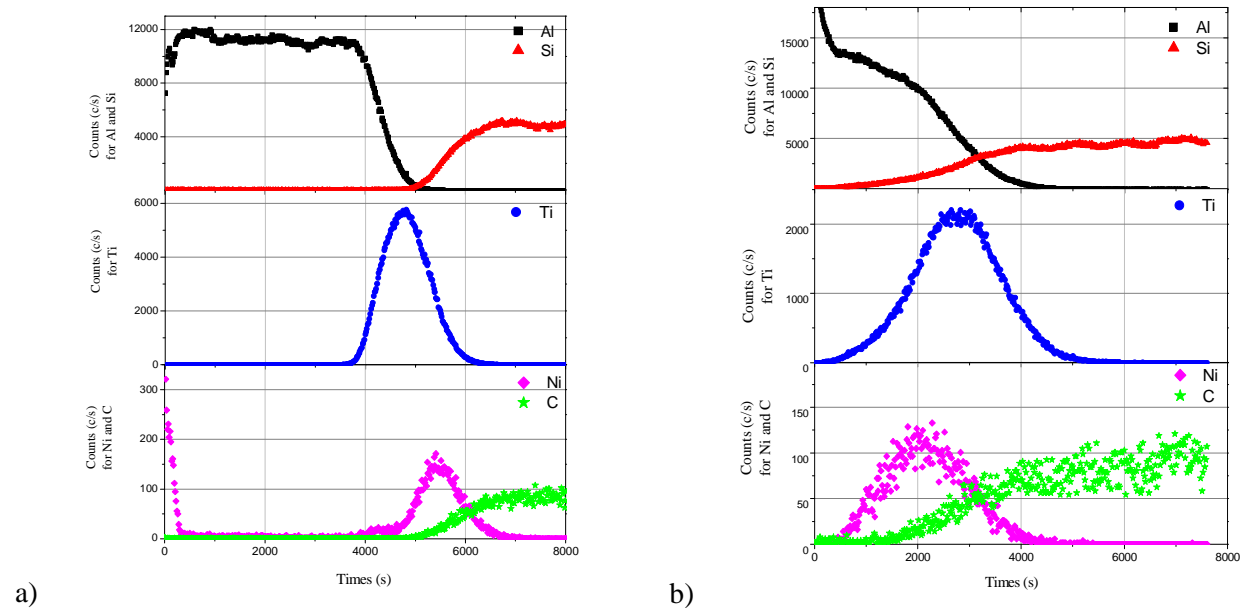 12000
8000
4000
0
Counts (c/s)
for Al and Si
Al
Si
6000
4000
2000
0
Counts (c/s)
for Ti
Ti
300
200
100
0
Counts (c/s)
for Ni and C
Ni
C
0 2000 4000 6000 8000
Times (s)
a)
15000
10000
5000
0
Counts (c/s)
for Al and Si
Al
Si
2000
1000
0
Counts (c/s)
for Ti
Ti
150
100
50
0
Counts (c/s)
for Ni and C
Ni
C
0 2000 4000 6000 8000
Times (s)
b)